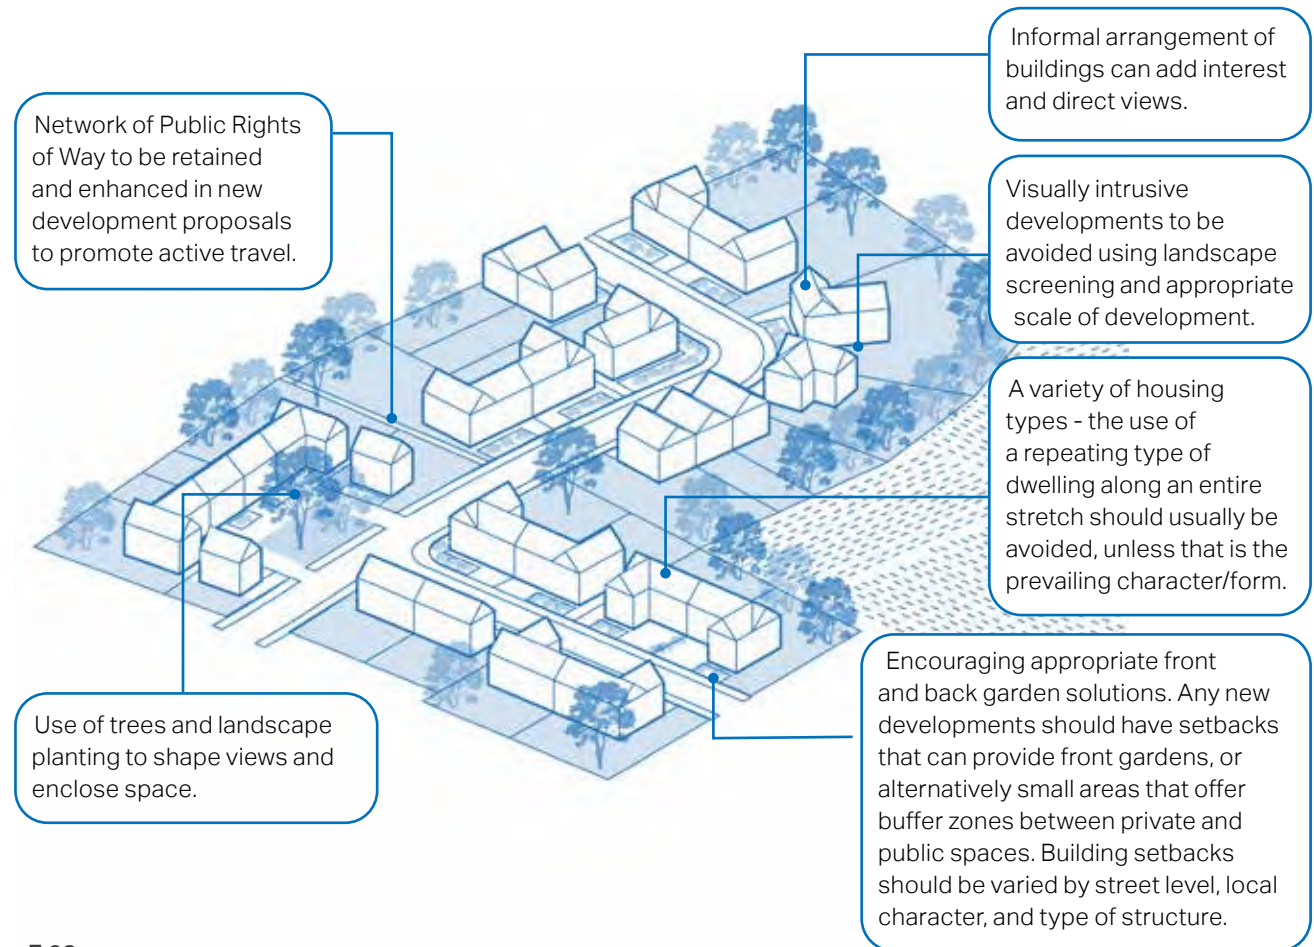 Informal arrangement of
buildings can add interest
and direct views.
Network of Public Rights
of Way to be retained
and enhanced in new
development proposals
to promote active travel.
Visually intrusive
developments to be
avoided using landscape
screening and appropriate
scale of development.
A variety of housing
types - the use of
a repeating type of
dwelling along an entire
stretch should usually be
avoided, unless that is the
prevailing character/form.
Encouraging appropriate front
and back garden solutions. Any new
developments should have setbacks
that can provide front gardens, or
alternatively small areas that offer
buffer zones between private and
public spaces. Building setbacks
should be varied by street level, local
character, and type of structure.
Use of trees and landscape
planting to shape views and
enclose space.